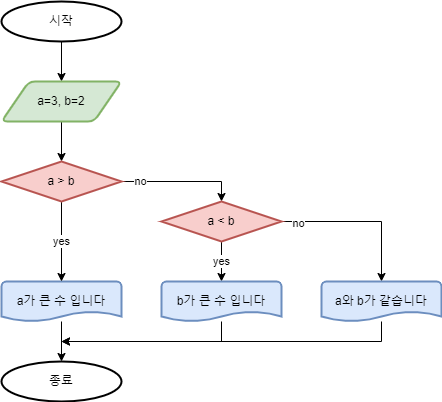 시작
a=3, b=2
a > b
no
a < b
no
yes
yes
a가 큰 수 입니다
b가 큰 수 입니다
a와 b가 같습니다
종료